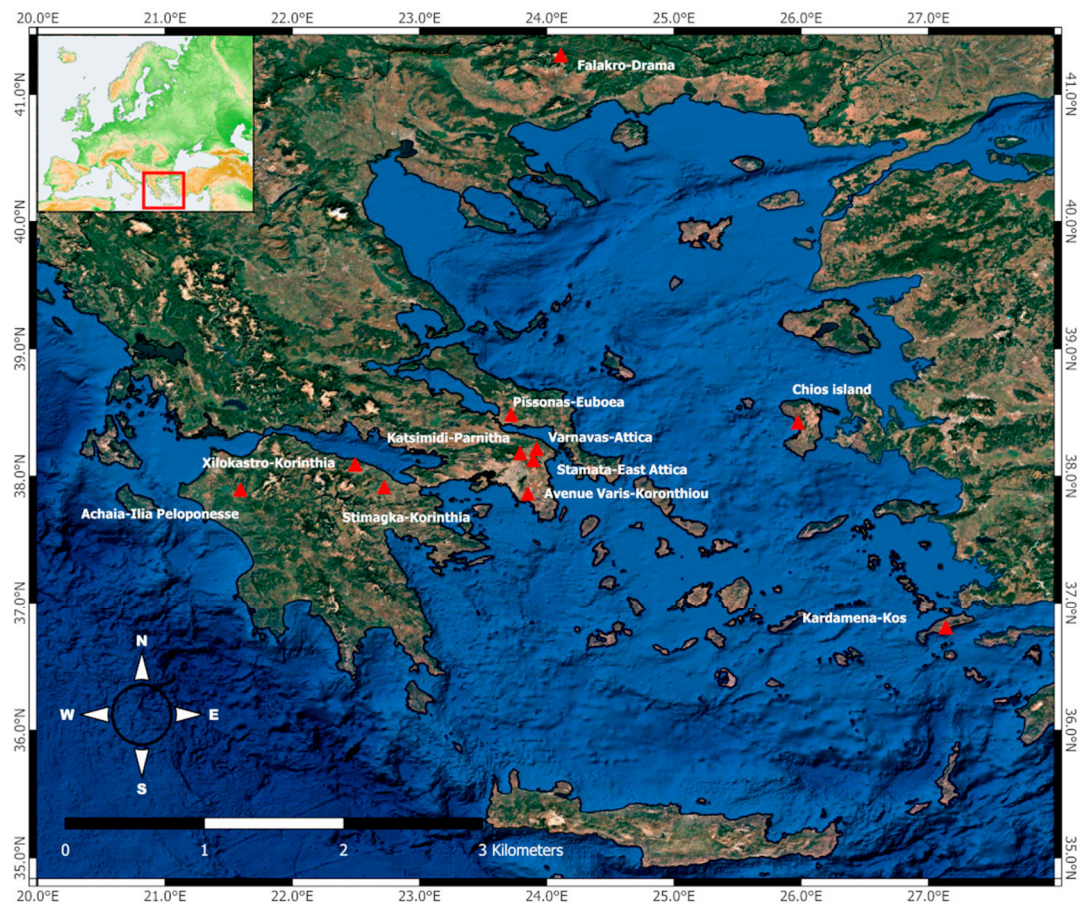 20.0°E 21.0°E 22.0°E 23.0°E 24.0°E 25.0°E 26.0°E 27.0°E
Falakro-Drama
41.0°N 41.0°N
40.0°N 40.0°N
39.0°N 39.0°N
Chios island
Pissonas-Euboea
Katsimidi-Parnitha
Varnavas-Attica
Xilokastro-Korinthia
Stamata-East Attica
38.0°N 38.0°N
Avenue Varis-Koronthiou
Achaia-Ilia Peloponesse
Stimagka-Korinthia
37.0°N 37.0°N
Kardamena-Kos
N
W E
36.0°N 36.0°N
S
0 1 2 3 Kilometers
35.0°N 35.0°N
20.0°E 21.0°E 22.0°E 23.0°E 24.0°E 25.0°E 26.0°E 27.0°E